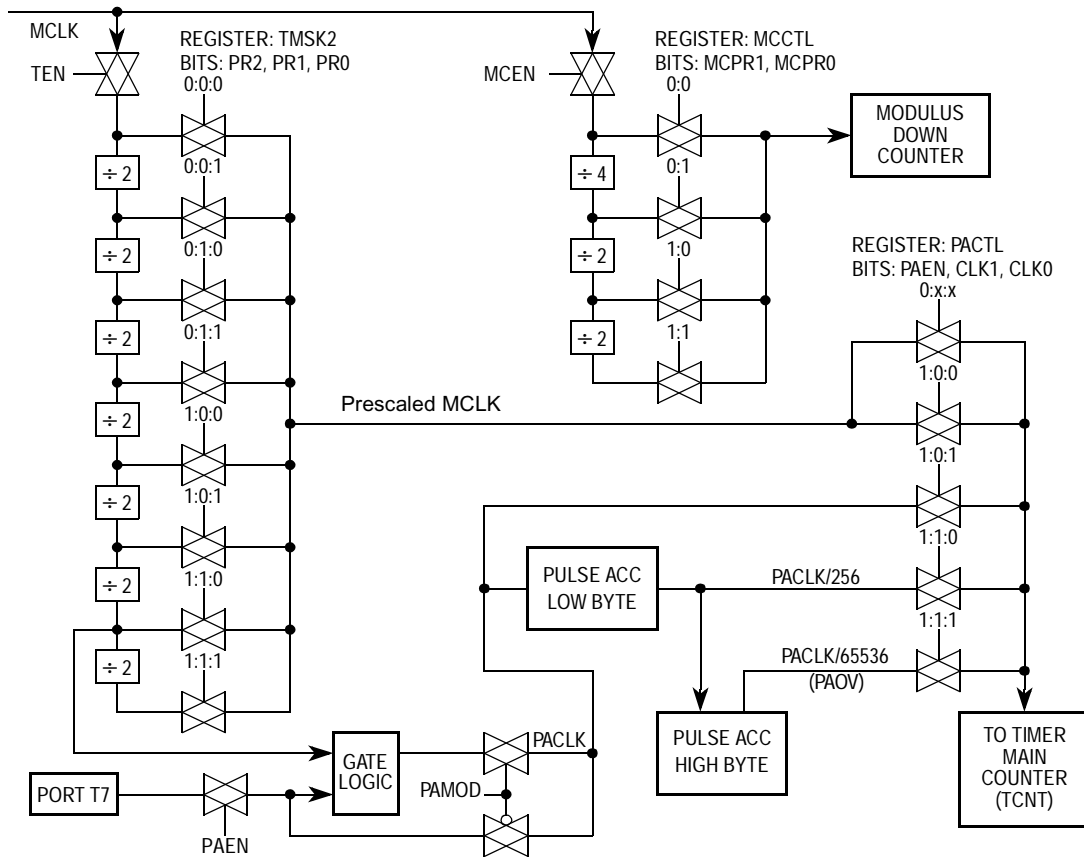 MCLK
TEN
REGISTER: TMSK2
BITS: PR2, PR1, PR0
0:0:0
÷ 2
0:0:1
÷ 2
0:1:0
÷ 2
0:1:1
÷ 2
1:0:0
÷ 2
1:0:1
÷ 2
1:1:0
÷ 2
1:1:1
MCEN
REGISTER: MCCTL
BITS: MCPR1, MCPR0
0:0
÷ 4
0:1
÷ 2
1:0
÷ 2
1:1
MODULUS
DOWN
COUNTER
REGISTER: PACTL
BITS: PAEN, CLK1, CLK0
0:x:x
1:0:0
1:0:1
1:1:0
1:1:1
Prescaled MCLK
PULSE ACC
LOW BYTE
PACLK/256
PACLK/65536
(PAOV)
PULSE ACC
HIGH BYTE
TO TIMER
MAIN
COUNTER
(TCNT)
GATE
LOGIC
PACLK
PAMOD
PORT T7
PAEN